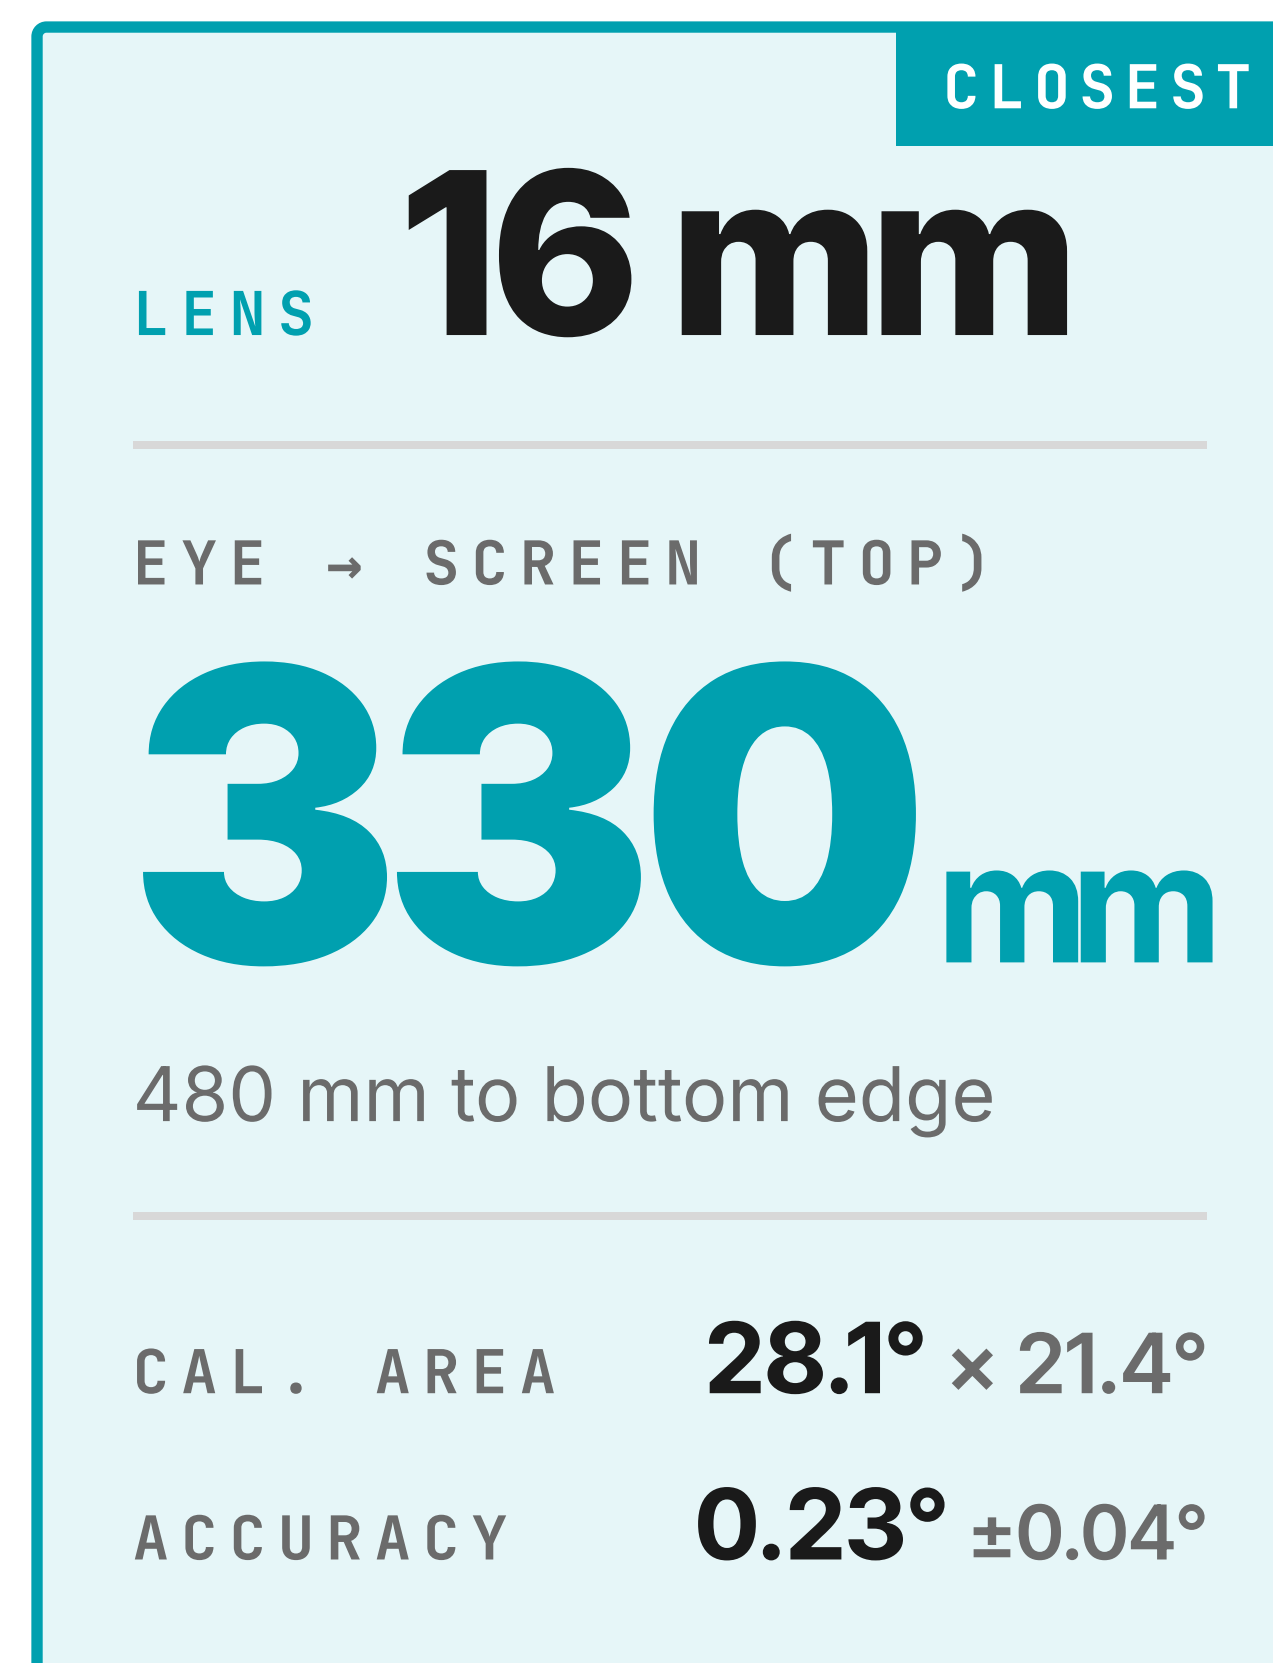 CLOSEST
LENS 16 mm
EYE → SCREEN (TOP)
330 mm
480 mm to bottom edge
CAL. AREA 28.1° × 21.4°
ACCURACY 0.23° ±0.04°